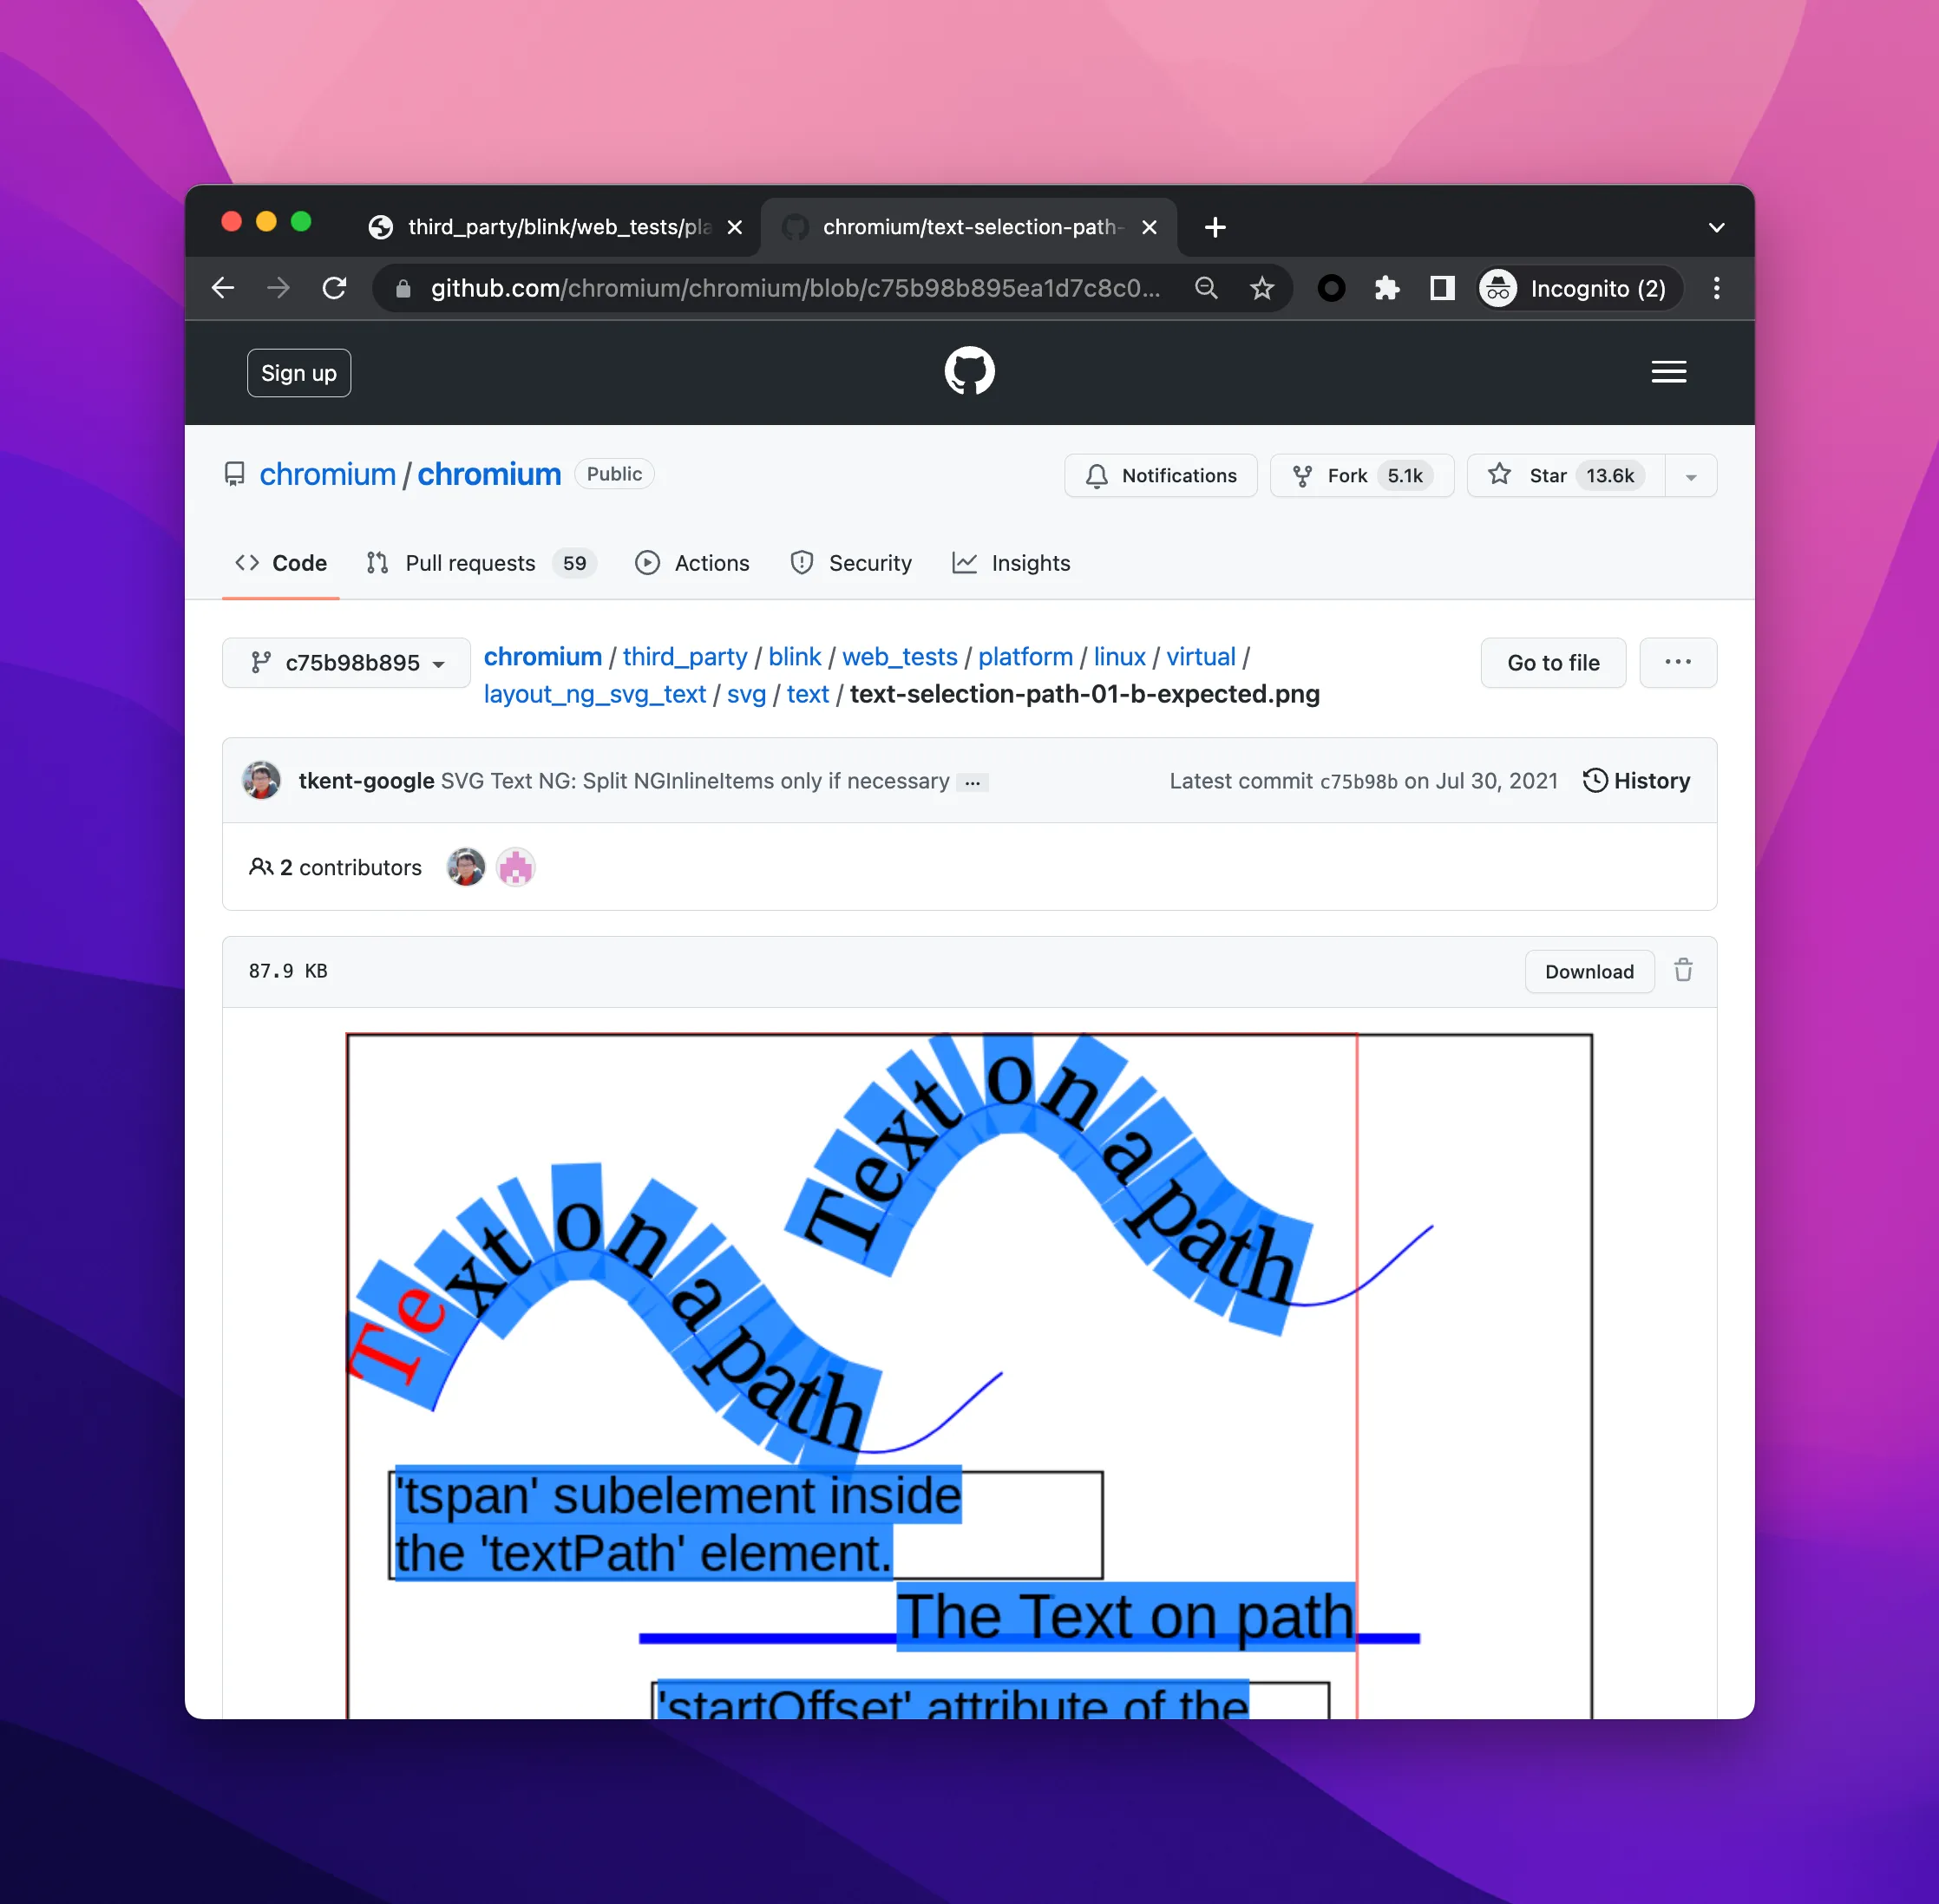 third_party/blink/web_tests/pla
chromium/text-selection-path-
github.com/chromium/chromium/blob/c75b98b895ea1d7c8c0...
Incognito (2)
Sign up
chromium / chromium Public
Notifications
Fork 5.1k
Star 13.6k
Code
Pull requests 59
Actions
Security
Insights
c75b98b895
chromium / third_party / blink / web_tests / platform / linux / virtual /
layout_ng_svg_text / svg / text / text-selection-path-01-b-expected.png
Go to file
...
tkent-google SVG Text NG: Split NGInlineItems only if necessary ...
Latest commit c75b98b on Jul 30, 2021
History
2 contributors
87.9 KB
Download
Text on a path
Text on a path
'tspan' subelement inside
the 'textPath' element.
The Text on path
'startOffset' attribute of the